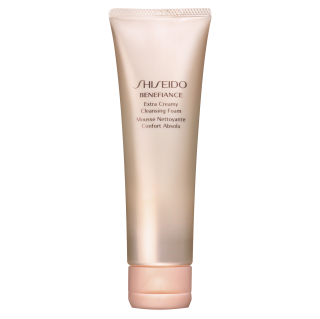 SHISEIDO
BENEFIANCE
Extra Creamy
Cleansing Foam
Mousse Nettoyante
Confort Absolu